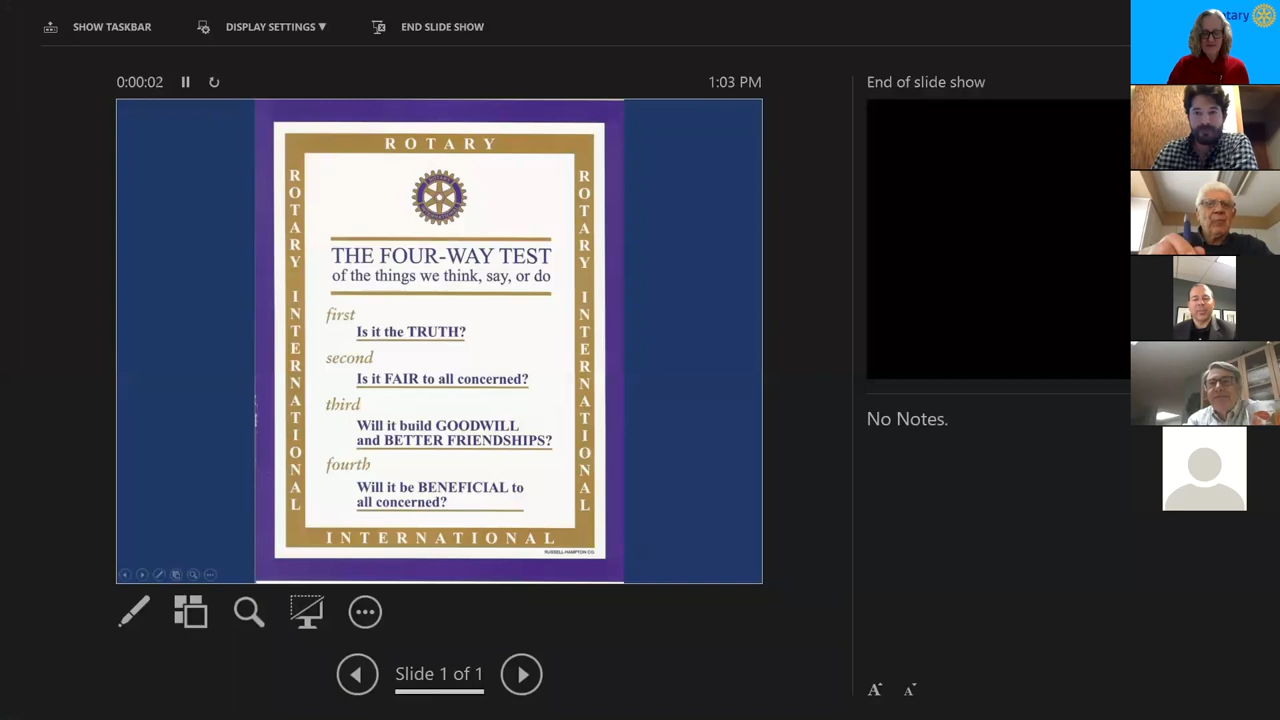 SHOW TASKBAR
DISPLAY SETTINGS ▼
END SLIDE SHOW
0:00:02
1:03 PM
End of slide show
ROTARY
ROTARY INTERNATIONAL
ROTARY INTERNATIONAL
THE FOUR-WAY TEST
of the things we think, say, or do
first
Is it the TRUTH?
second
Is it FAIR to all concerned?
third
Will it build GOODWILL
and BETTER FRIENDSHIPS?
fourth
Will it be BENEFICIAL to
all concerned?
INTERNATIONAL
RUSSELL-HAMPTON CO.
No Notes.
Slide 1 of 1
A A